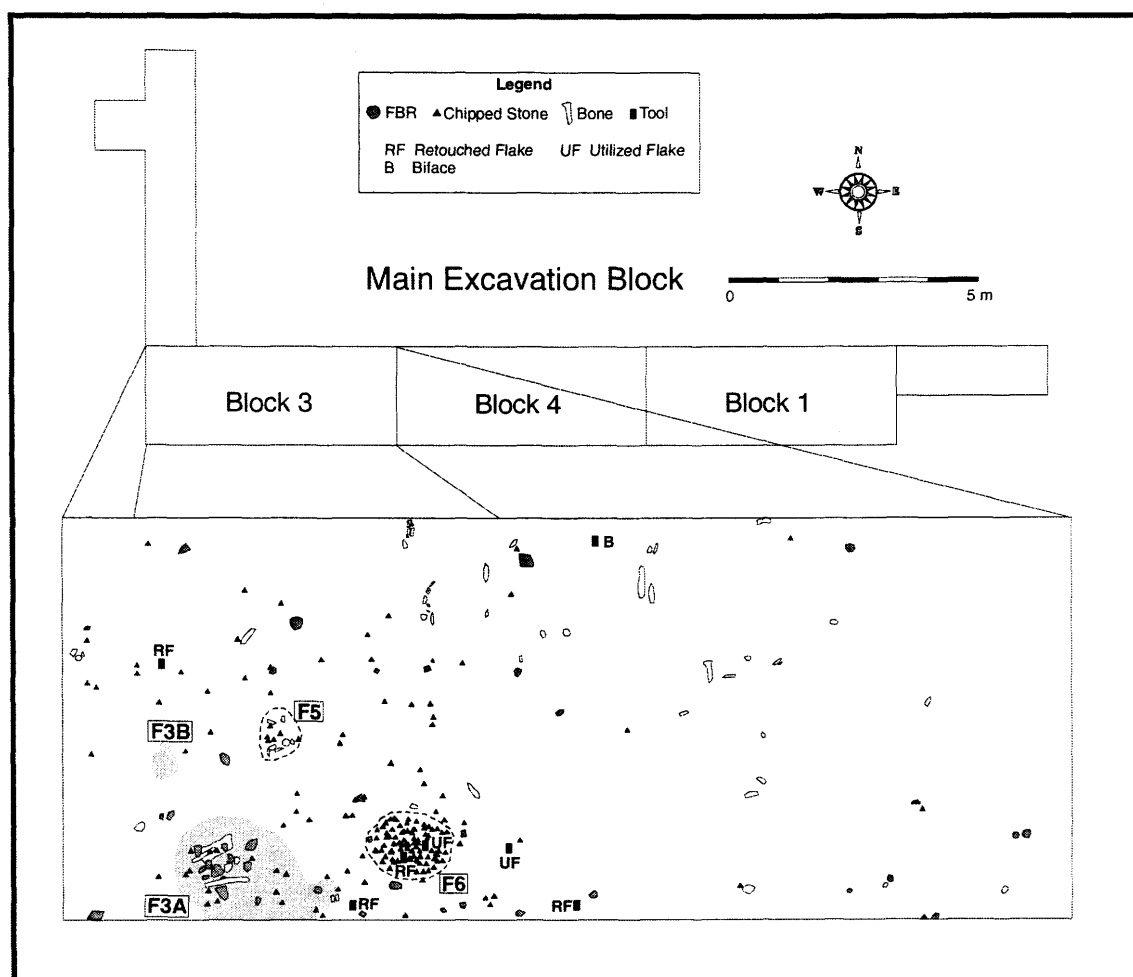 Legend
FBR Chipped Stone Bone Tool
RF Retouched Flake UF Utilized Flake
B Biface
N
W E
S
Main Excavation Block
0 5 m
Block 3 Block 4 Block 1
B
RF
F5
F3B
UF
RF
UF
F6
F3A
RF
RF